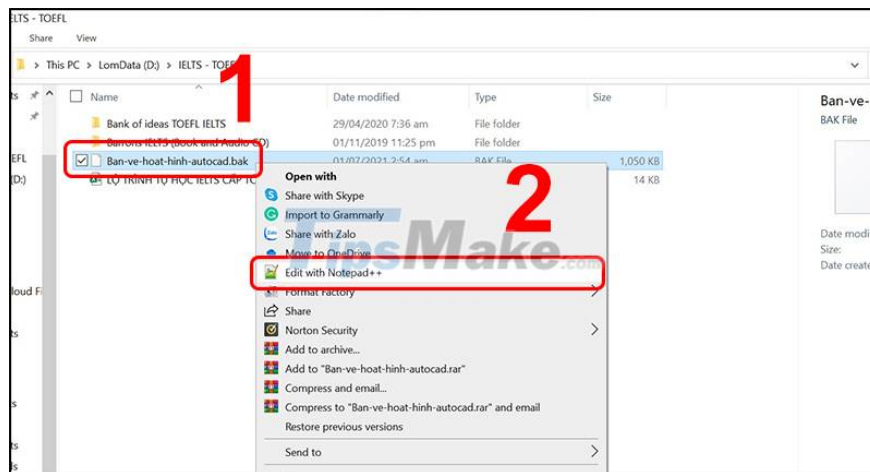 IELTS - TOEFL
Share View
This PC > LomData (D:) > IELTS - TOEFL
1
Name Date modified Type Size
Ban-ve-
BAK File
Bank of ideas TOEFL IELTS 29/04/2020 7:36 am File folder
Barrons IELTS (Book and Audio CD) 01/11/2019 11:25 pm File folder
EFL
Ban-ve-hoat-hinh-autocad.bak 01/07/2021 2:54 am BAK File 1,050 KB
(D:)
LỘ TRÌNH TỰ HỌC IELTS CẤP TC 14 KB
2
Open with
Share with Skype
Import to Grammarly
Share with Zalo
Move to OneDrive
TipsMake.com
Edit with Notepad++
Format Factory
Share
Norton Security
Add to archive...
Add to "Ban-ve-hoat-hinh-autocad.rar"
Compress and email...
Compress to "Ban-ve-hoat-hinh-autocad.rar" and email
Restore previous versions
Send to
Date modi
Size:
Date create
loud Fi